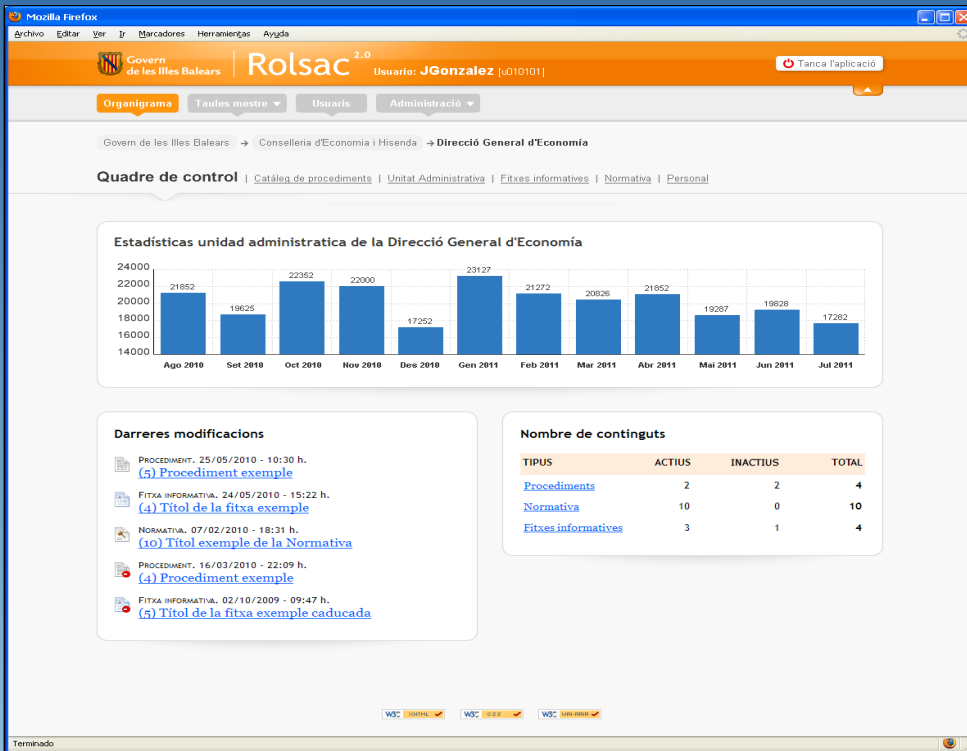 Mozilla Firefox
Archivo Editar Ver Ir Marcadores Herramientas Ayuda
Govern
de les Illes Balears
Rolsac 2.0
Usuario: JGonzalez [u010101]
Tanca l'aplicació
Organigrama Taules mestre Usuaris Administració
Govern de les Illes Balears → Conselleria d'Economia i Hisenda → Direcció General d'Economía
Quadre de control | Catáleg de procediments | Unitat Administrativa | Fitxes informatives | Normativa | Personal
Estadísticas unidad administratica de la Direcció General d'Economía
24000
22000
20000
18000
16000
14000
21852 19625 22352 22000 17252 23127 21272 20826 21852 19287 19828 17282
Ago 2010 Set 2010 Oct 2010 Nov 2010 Des 2010 Gen 2011 Feb 2011 Mar 2011 Abr 2011 Mai 2011 Jun 2011 Jul 2011
Darreres modificacions
Procediment. 25/05/2010 - 10:30 h.
(5) Procediment exemple
Fitxa informativa. 24/05/2010 - 15:22 h.
(4) Títol de la fitxa exemple
Normativa. 07/02/2010 - 18:31 h.
(10) Títol exemple de la Normativa
Procediment. 16/03/2010 - 22:09 h.
(4) Procediment exemple
Fitxa informativa. 02/10/2009 - 09:47 h.
(5) Títol de la fitxa exemple caducada
Nombre de continguts
TIPUS ACTIUS INACTIUS TOTAL
Procediments 2 2 4
Normativa 10 0 10
Fitxes informatives 3 1 4
W3C XHTML W3C CSS W3C
Terminado